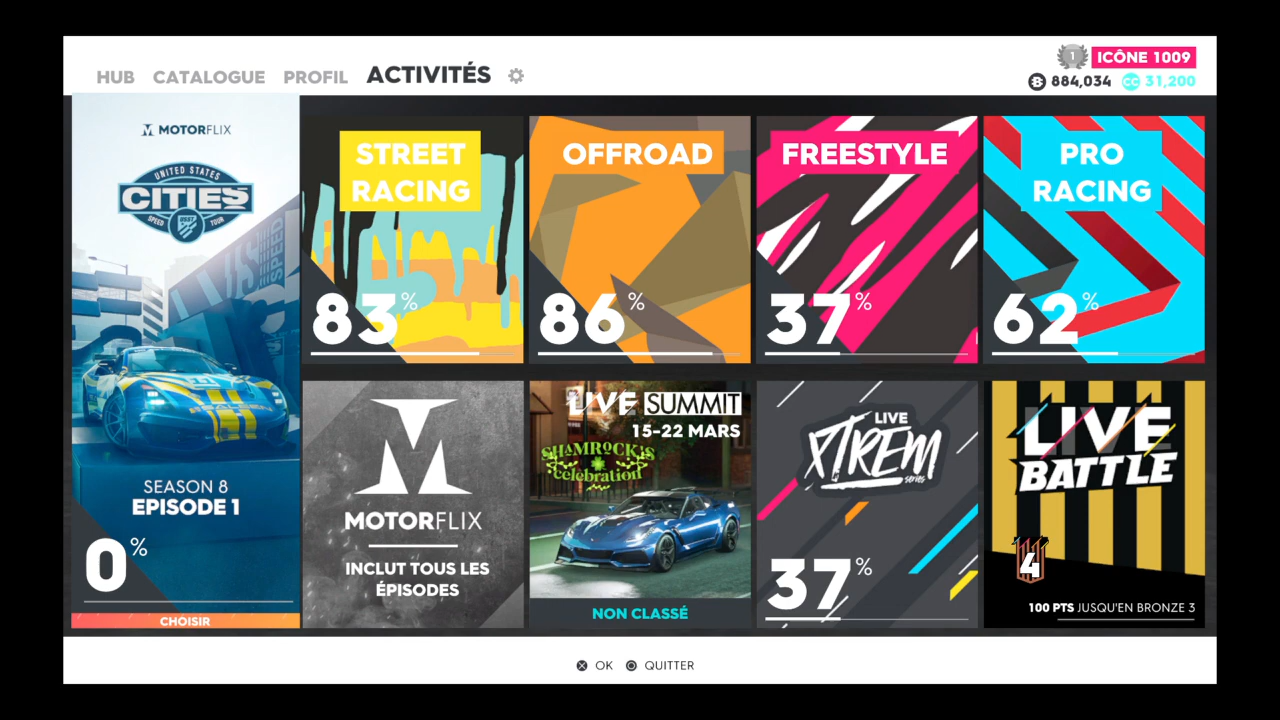 HUB CATALOGUE PROFIL ACTIVITÉS
1 ICÔNE 1009
884,034 CC 31,200
MOTORFLIX
UNITED STATES
CITIES
SPEED TOUR
SEASON 8
EPISODE 1
0%
CHOISIR
STREET
RACING
83%
OFFROAD
86%
FREESTYLE
37%
PRO
RACING
62%
MOTORFLIX
INCLUT TOUS LES
ÉPISODES
LIVE SUMMIT
15-22 MARS
SHAMROCK'S
Celebration
NON CLASSÉ
LIVE
XTREM
series
37%
LIVE
BATTLE
4
100 PTS JUSQU'EN BRONZE 3
OK QUITTER